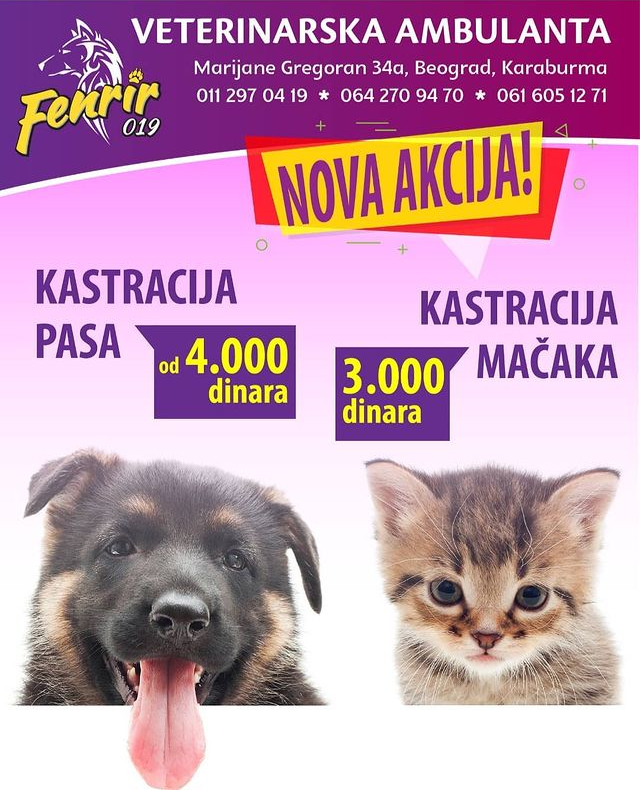 VETERINARSKA AMBULANTA
Marijane Gregoran 34a, Beograd, Karaburma
011 297 04 19 * 064 270 94 70 * 061 605 12 71
Fenrir
019
NOVA AKCIJA!
KASTRACIJA
PASA
od 4.000
dinara
KASTRACIJA
MAČAKA
3.000
dinara